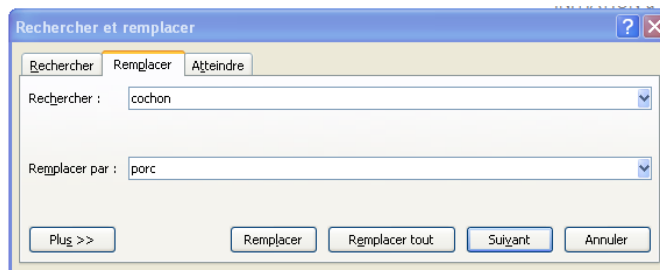 Rechercher et remplacer
Rechercher Remplacer Atteindre
Rechercher : cochon
Remplacer par : porc
Plus >> Remplacer Remplacer tout Suivant Annuler